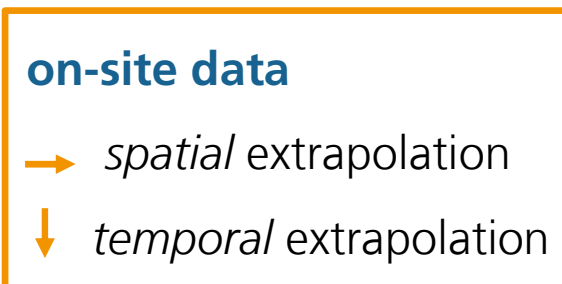 on-site data
spatial extrapolation
temporal extrapolation